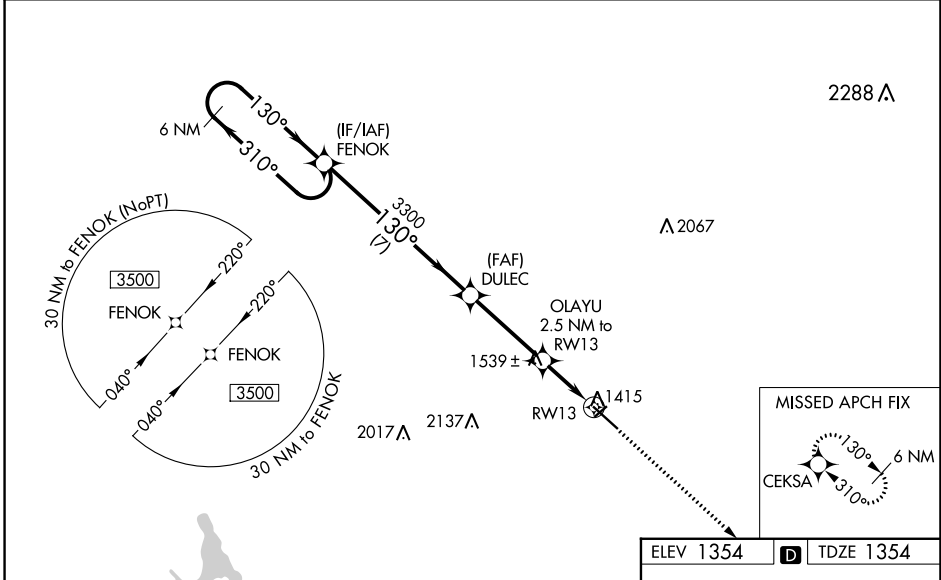 2288
130°
6 NM
310°
(IF/IAF)
FENOK
2067
3300
130°
(7)
30 NM to FENOK (NoPT)
220°
3500
FENOK
040°
220°
FENOK
3500
040°
30 NM to FENOK
(FAF)
DULEC
OLAYU
2.5 NM to
RW13
1539 ±
1415
RW13
2017
2137
MISSED APCH FIX
130°
6 NM
CEKSA
310°
ELEV 1354 D TDZE 1354